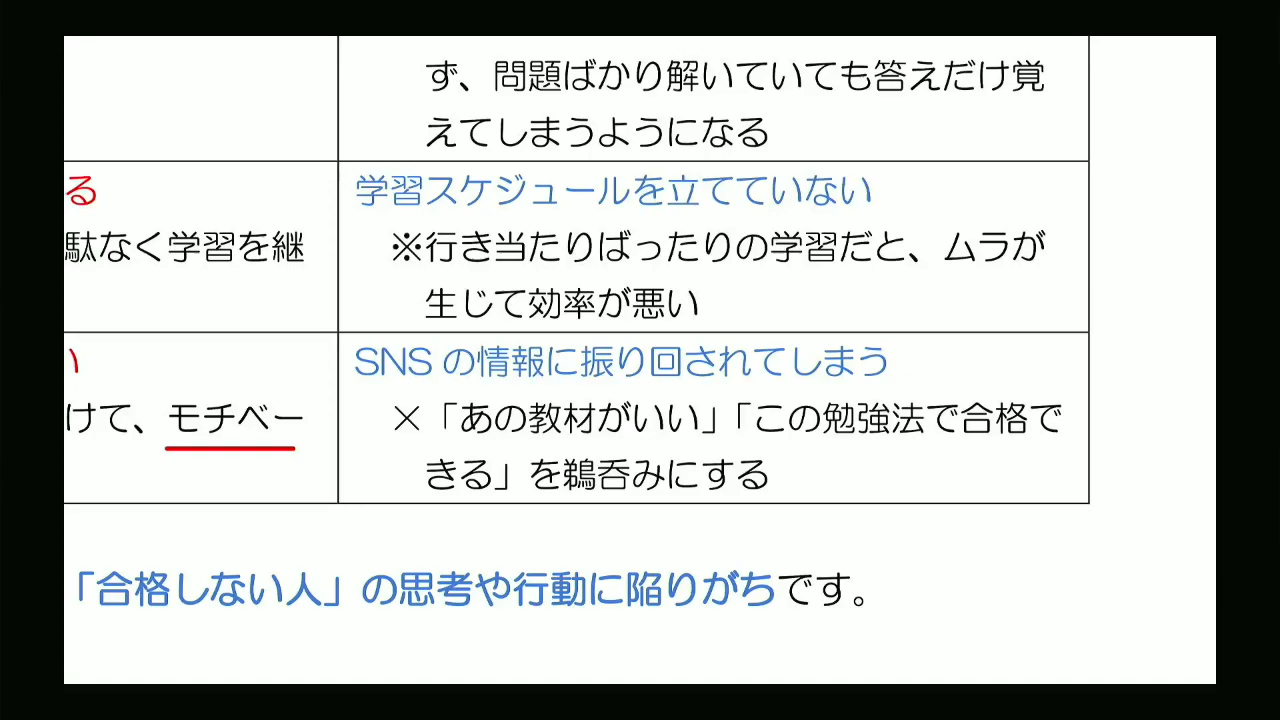 ず、問題ばかり解いていても答えだけ覚
えてしまうようになる
る
駄なく学習を継
学習スケジュールを立てていない
※行き当たりばったりの学習だと、ムラが
生じて効率が悪い
い
けて、モチベー
SNSの情報に振り回されてしまう
×「あの教材がいい」「この勉強法で合格で
きる」を鵜呑みにする
「合格しない人」の思考や行動に陥りがちです。